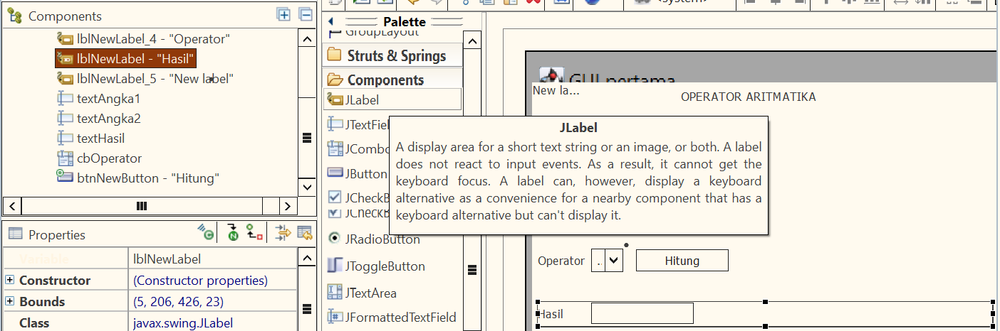 <system>
Components
lblNewLabel_4 - "Operator"
lblNewLabel - "Hasil"
lblNewLabel_5 - "New label"
textAngka1
textAngka2
textHasil
cbOperator
btnNewButton - "Hitung"
Properties
Variable lblNewLabel
Constructor (Constructor properties)
Bounds (5, 206, 426, 23)
Class javax.swing.JLabel
Palette
GroupLayout
Struts & Springs
Components
JLabel
JTextFiel
JCombo
JButton
JCheckB
JCheckB
JRadioButton
JToggleButton
JTextArea
JFormattedTextField
JLabel
A display area for a short text string or an image, or both. A label
does not react to input events. As a result, it cannot get the
keyboard focus. A label can, however, display a keyboard
alternative as a convenience for a nearby component that has a
keyboard alternative but can't display it.
GUI pertama
New la...
OPERATOR ARITMATIKA
Operator .. Hitung
Hasil